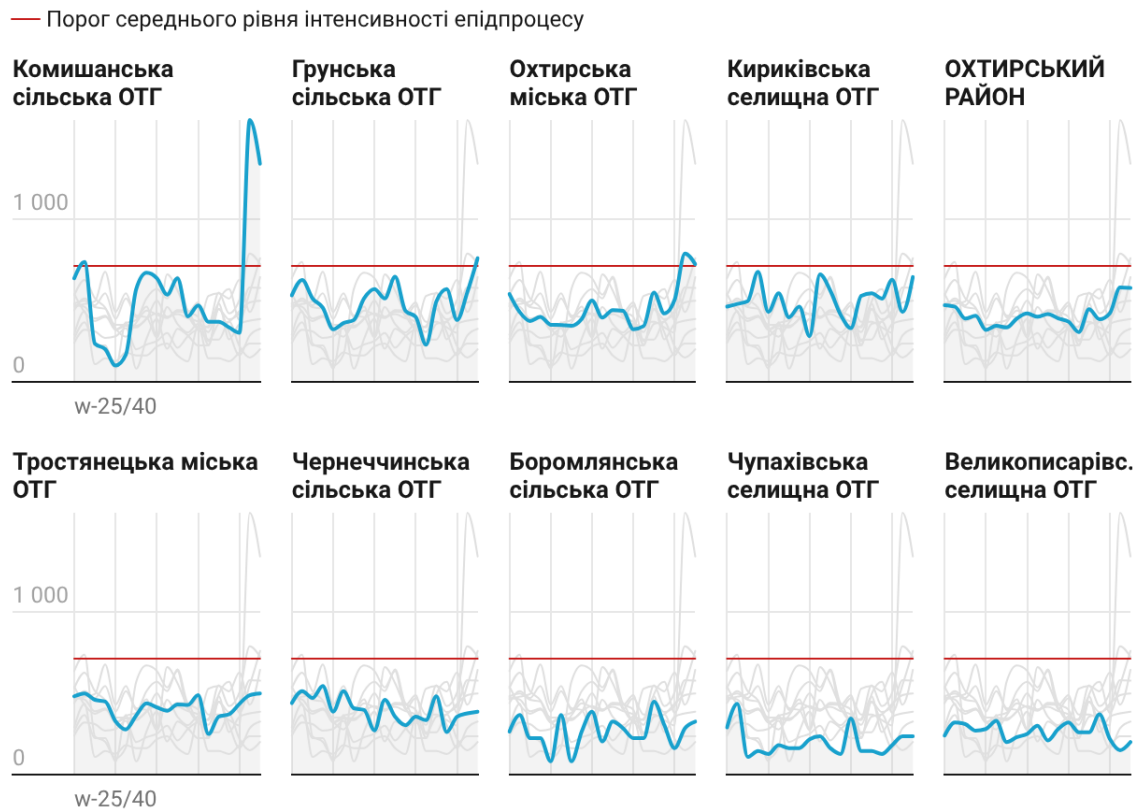 Порог середнього рівня інтенсивності епідпроцесу
Комишанська
сільська ОТГ
Грунська
сільська ОТГ
Охтирська
міська ОТГ
Кириківська
селищна ОТГ
ОХТИРСЬКИЙ
РАЙОН
1 000
0
w-25/40
Тростянецька міська
ОТГ
Чернеччинська
сільська ОТГ
Боромлянська
сільська ОТГ
Чупахівська
селищна ОТГ
Великописарівс.
селищна ОТГ
1 000
0
w-25/40